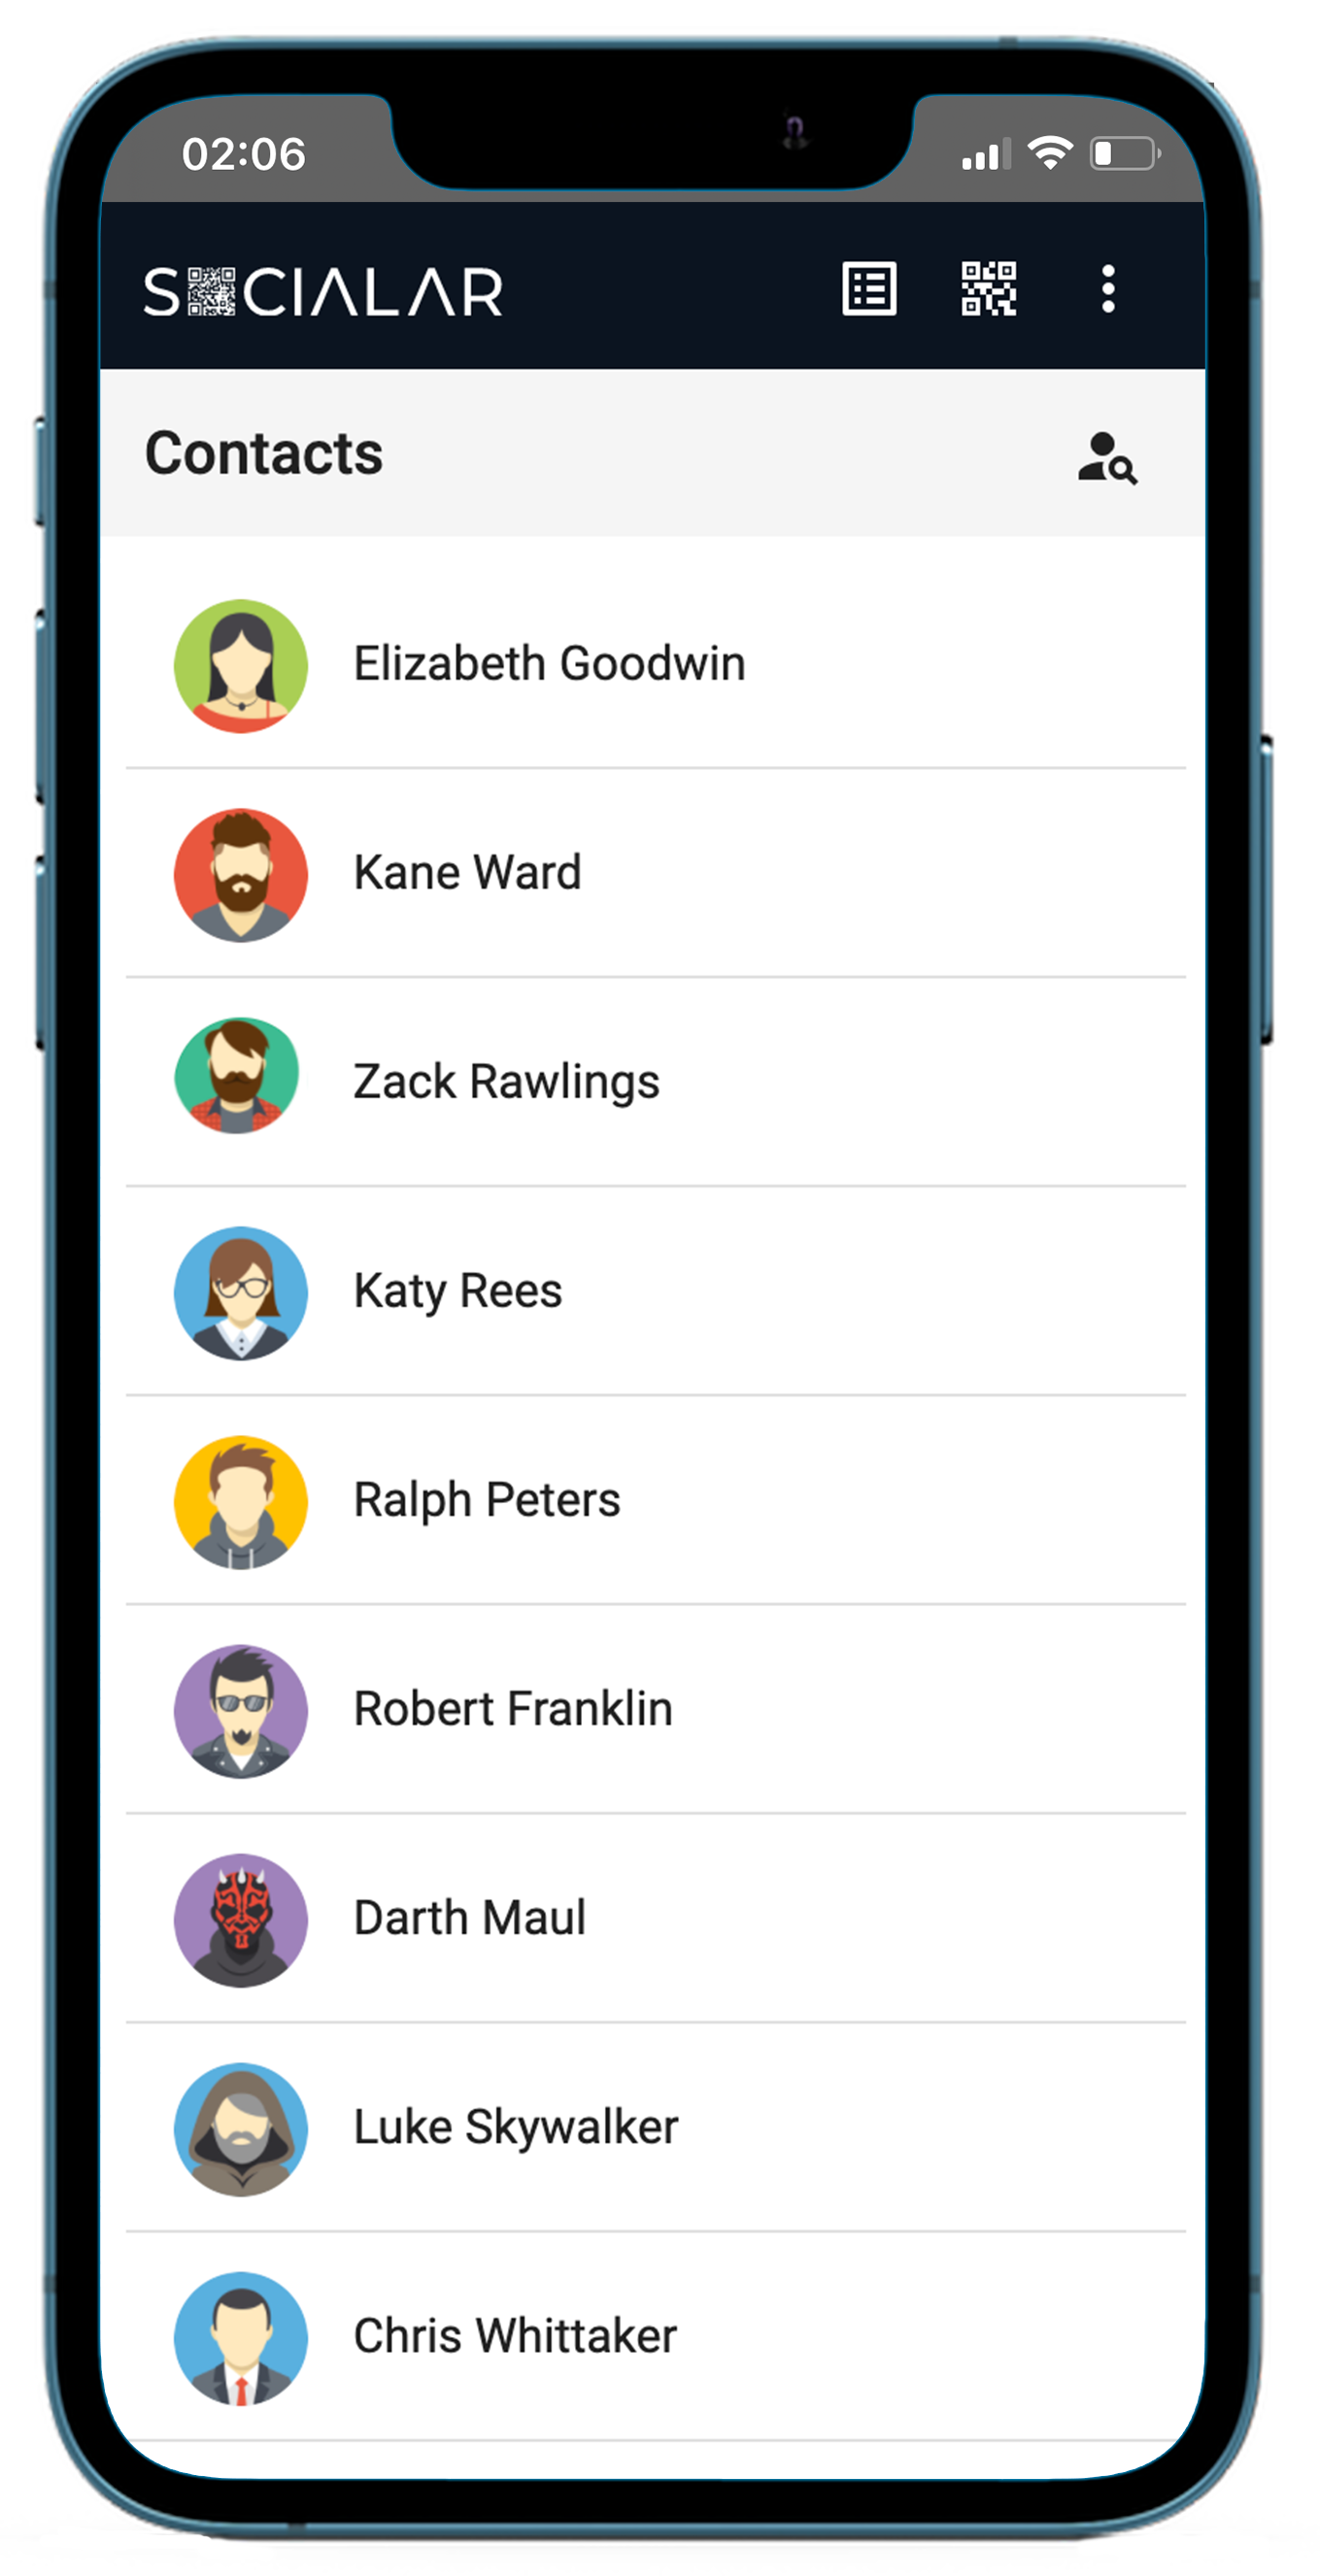 02:06
SOCIALAR
Contacts
Elizabeth Goodwin
Kane Ward
Zack Rawlings
Katy Rees
Ralph Peters
Robert Franklin
Darth Maul
Luke Skywalker
Chris Whittaker